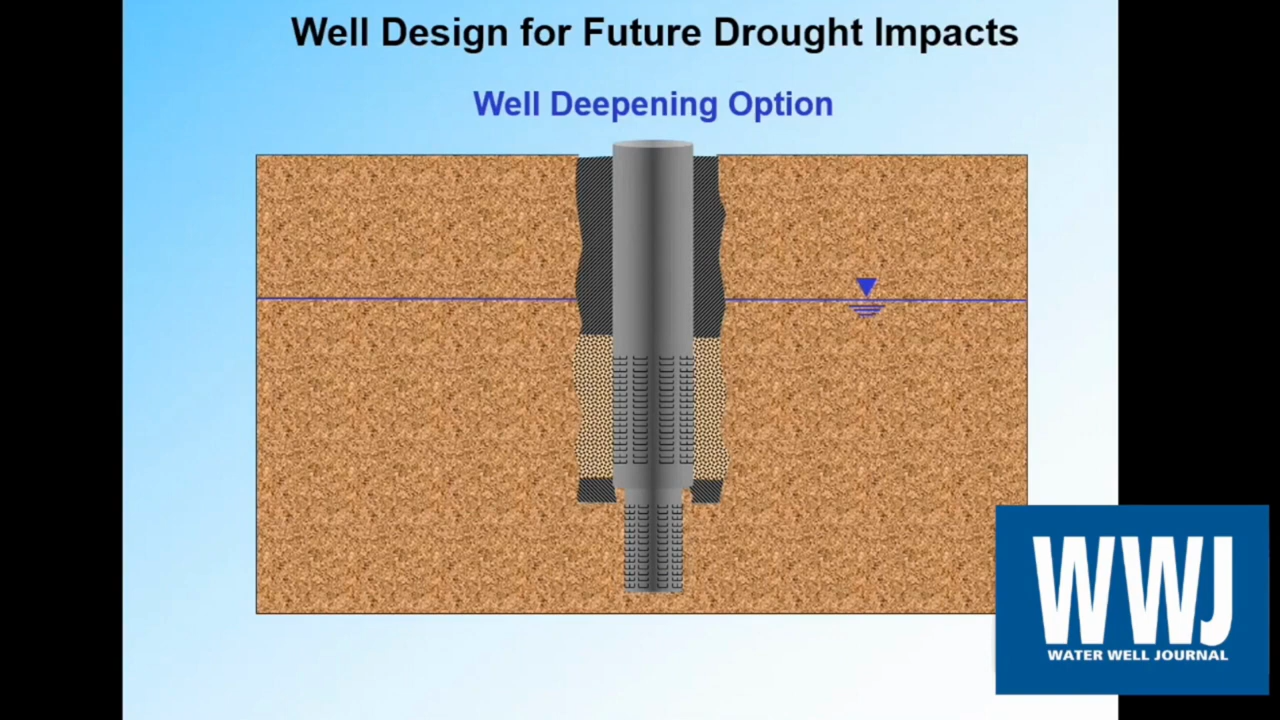 Well Design for Future Drought Impacts
Well Deepening Option
WWJ
WATER WELL JOURNAL